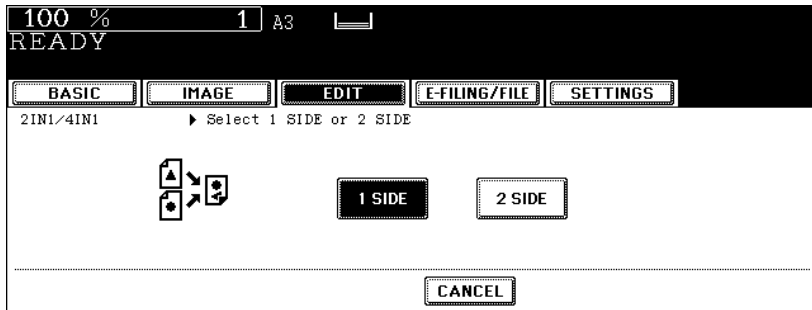 100 % 1 A3
READY
BASIC IMAGE EDIT E-FILING/FILE SETTINGS
2IN1/4IN1 Select 1 SIDE or 2 SIDE
1 SIDE 2 SIDE
CANCEL